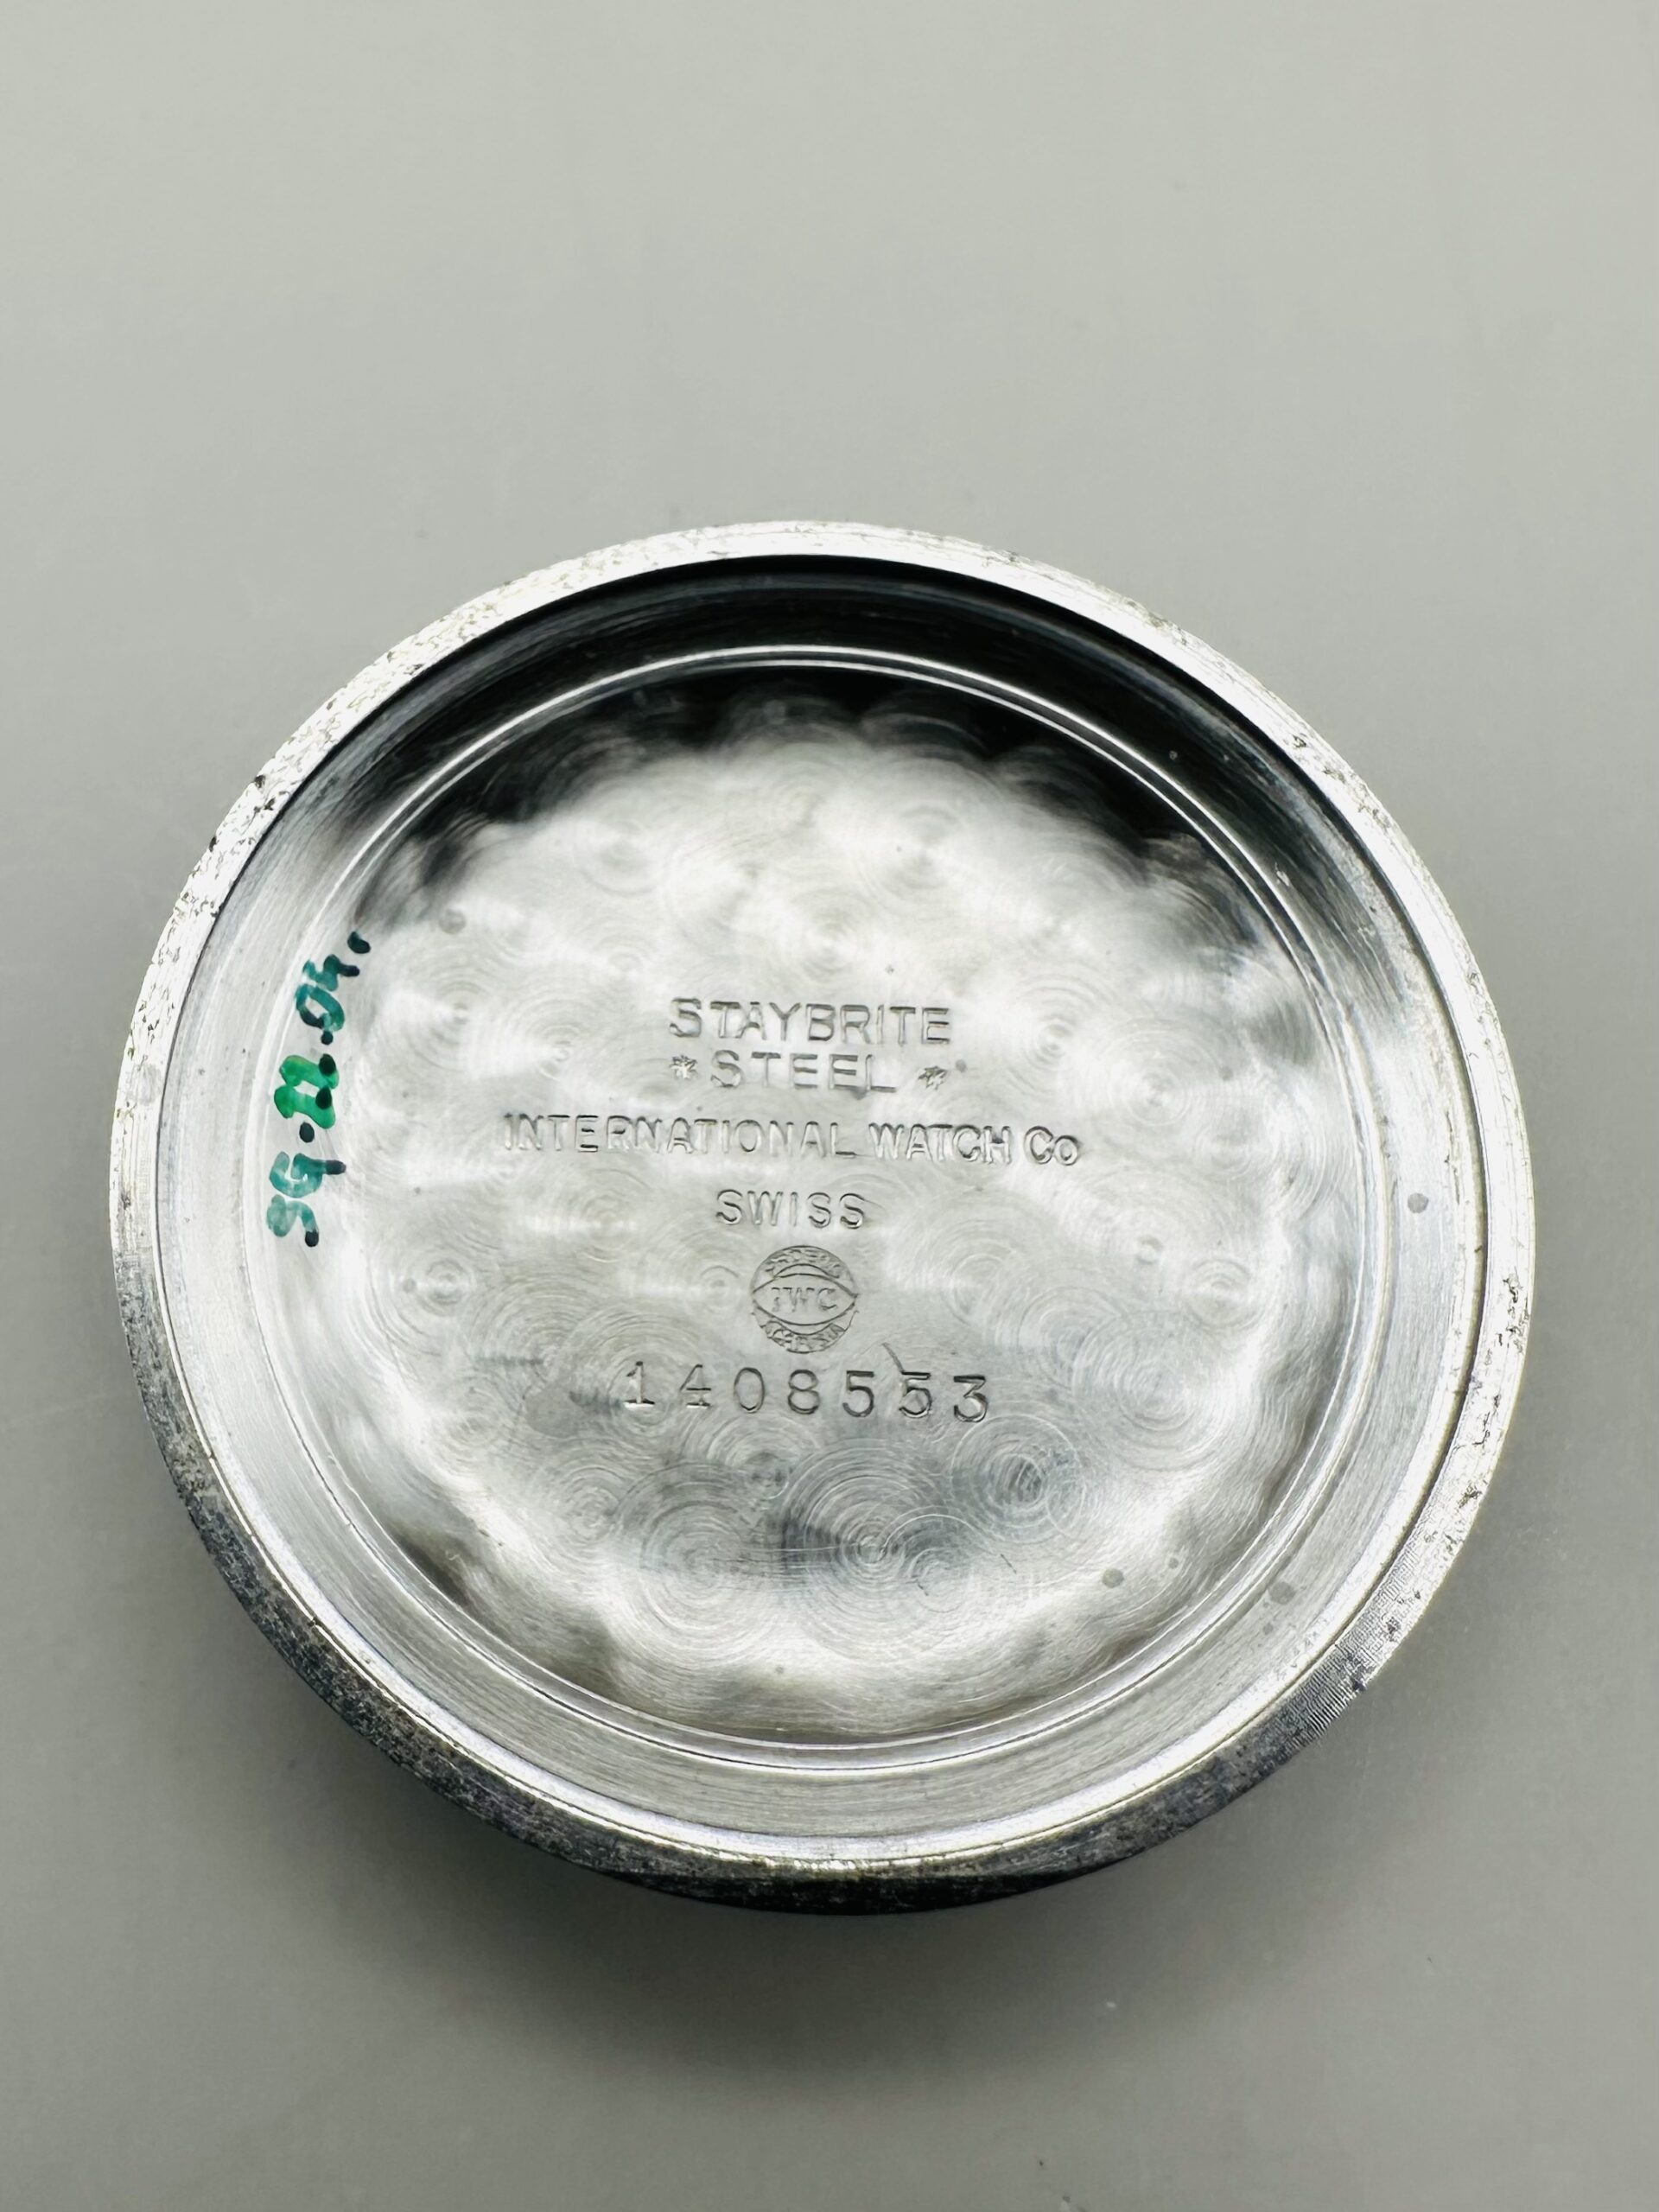 STAYBRITE
* STEEL *
INTERNATIONAL WATCH Co
SWISS
IWC
1408553